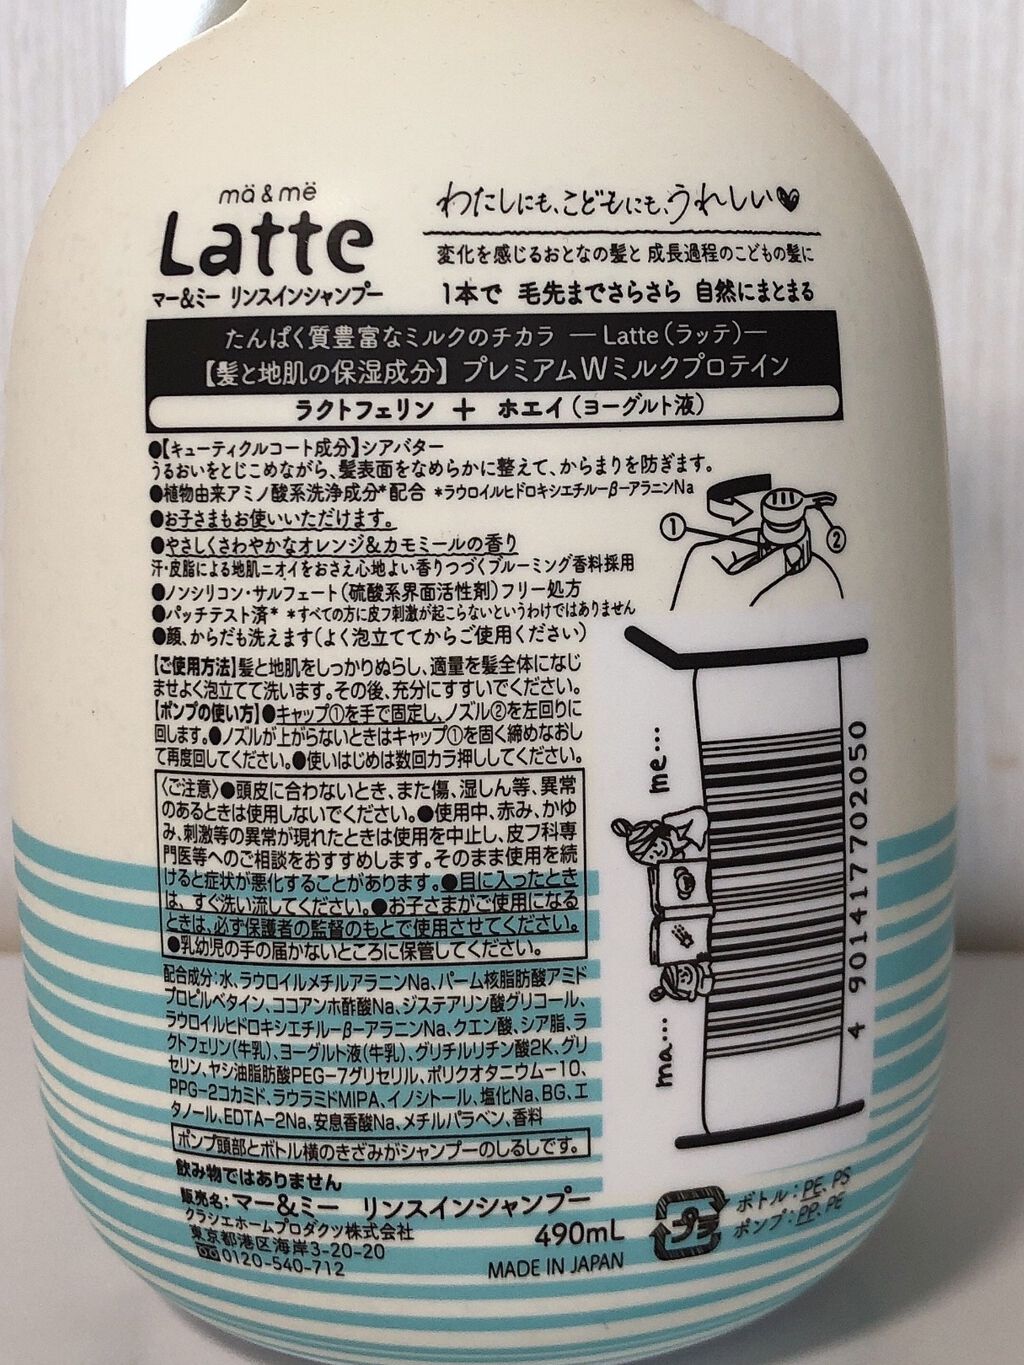 mä & më
Latte
マー&ミー リンスインシャンプー
わたしにも、こどもにも、うれしい
変化を感じるおとなの髪と 成長過程のこどもの髪に
1本で 毛先までさらさら 自然にまとまる
たんぱく質豊富なミルクのチカラ ―Latte(ラッテ)―
【髪と地肌の保湿成分】プレミアムWミルクプロテイン
ラクトフェリン + ホエイ(ヨーグルト液)
●【キューティクルコート成分】シアバター
うるおいをとじこめながら、髪表面をなめらかに整えて、からまりを防ぎます。
●植物由来アミノ酸系洗浄成分*配合 *ラウロイルヒドロキシエチル-β-アラニンNa
●お子さまもお使いいただけます。
●やさしくさわやかなオレンジ&カモミールの香り
汗・皮脂による地肌ニオイをおさえ心地よい香りつづくブルーミング香料採用
●ノンシリコン・サルフェート(硫酸系界面活性剤)フリー処方
●パッチテスト済* *すべての方に皮フ刺激が起こらないというわけではありません
●顔、からだも洗えます(よく泡立ててからご使用ください)
①
②
【ご使用方法】髪と地肌をしっかりぬらし、適量を髪全体になじ
ませよく泡立てて洗います。その後、充分にすすいでください。
【ポンプの使い方】●キャップ①を手で固定し、ノズル②を左回りに
回します。●ノズルが上がらないときはキャップ①を固く締めなおし
て再度回してください。●使いはじめは数回カラ押ししてください。
〈ご注意〉●頭皮に合わないとき、また傷、湿しん等、異常
のあるときは使用しないでください。●使用中、赤み、かゆ
み、刺激等の異常が現れたときは使用を中止し、皮フ科専
門医等へのご相談をおすすめします。そのまま使用を続
けると症状が悪化することがあります。●目に入ったとき
は、すぐ洗い流してください。●お子さまがご使用になる
ときは、必ず保護者の監督のもとで使用させてください。
●乳幼児の手の届かないところに保管してください。
me…
ma…
4 901417 702050
配合成分:水、ラウロイルメチルアラニンNa、パーム核脂肪酸アミド
プロピルベタイン、ココアンホ酢酸Na、ジステアリン酸グリコール、
ラウロイルヒドロキシエチル-β-アラニンNa、クエン酸、シア脂、ラ
クトフェリン(牛乳)、ヨーグルト液(牛乳)、グリチルリチン酸2K、グリ
セリン、ヤシ油脂肪酸PEG-7グリセリル、ポリクオタニウム-10、
PPG-2コカミド、ラウラミドMIPA、イノシトール、塩化Na、BG、エ
タノール、EDTA-2Na、安息香酸Na、メチルパラベン、香料
ポンプ頭部とボトル横のきざみがシャンプーのしるしです。
飲み物ではありません
販売名:マー&ミー リンスインシャンプー
クラシエホームプロダクツ株式会社
東京都港区海岸3-20-20
0120-540-712
490mL
MADE IN JAPAN
プラ
ボトル:PE、PS
ポンプ:PP、PE